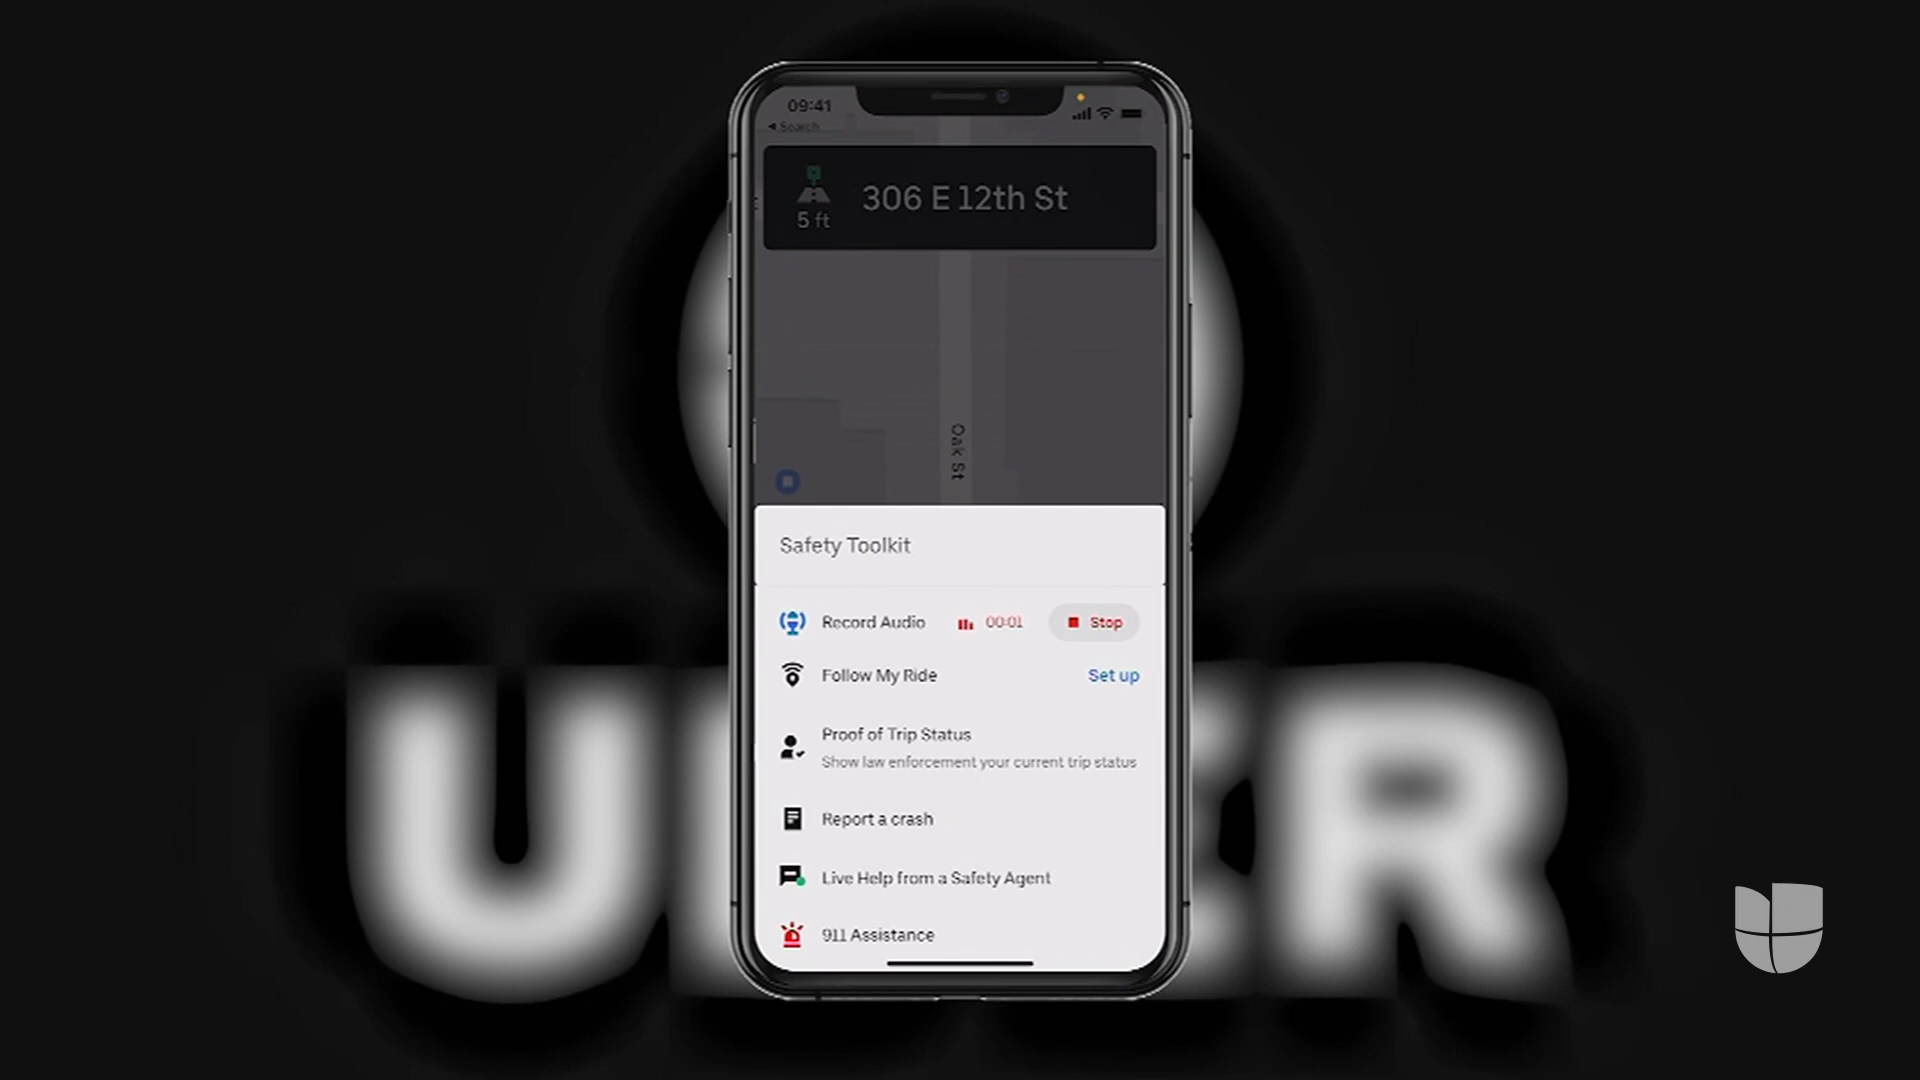 09:41
Search
306 E 12th St
5 ft
Oak St
Safety Toolkit
Record Audio 00:01 Stop
Follow My Ride Set up
Proof of Trip Status
Show law enforcement your current trip status
Report a crash
Live Help from a Safety Agent
911 Assistance
UBER